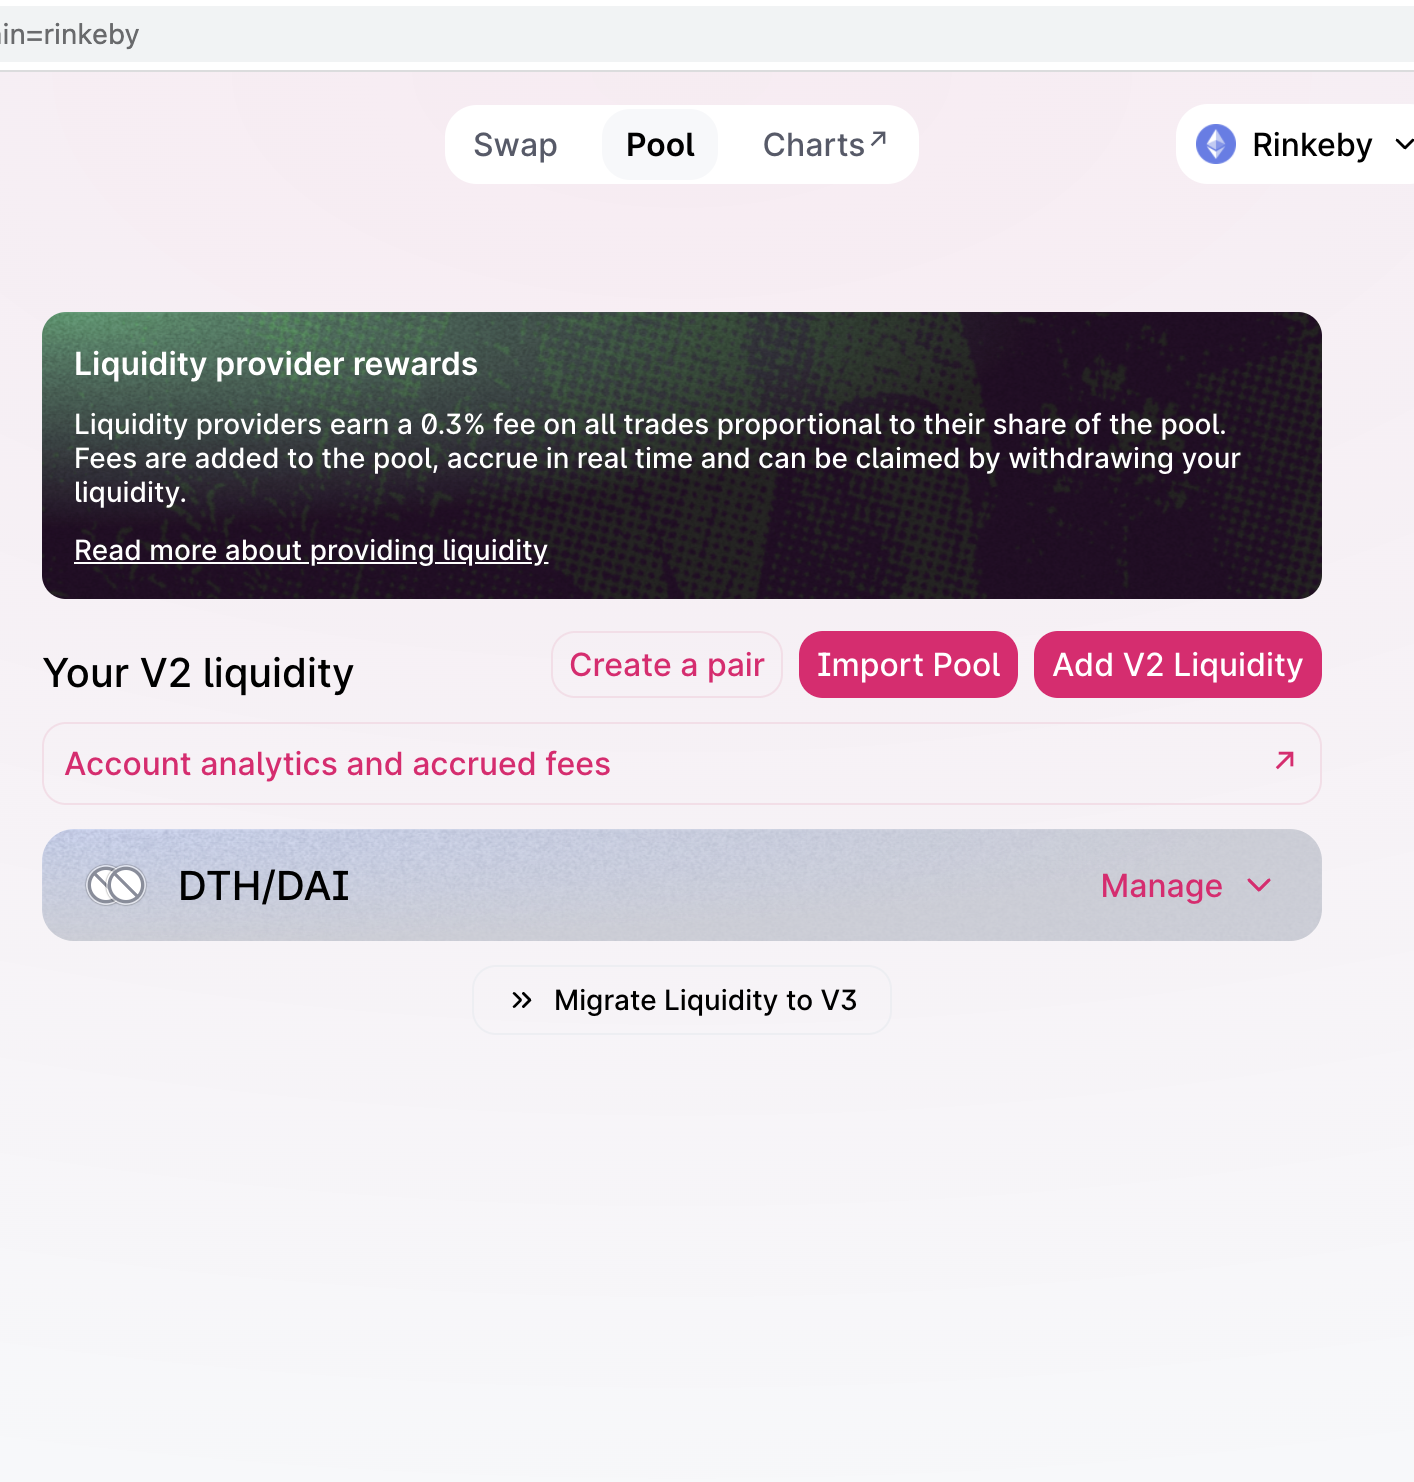 in=rinkeby
Swap Pool Charts↗ Rinkeby
Liquidity provider rewards
Liquidity providers earn a 0.3% fee on all trades proportional to their share of the pool.
Fees are added to the pool, accrue in real time and can be claimed by withdrawing your
liquidity.
Read more about providing liquidity
Your V2 liquidity Create a pair Import Pool Add V2 Liquidity
Account analytics and accrued fees ↗
DTH/DAI Manage
Migrate Liquidity to V3